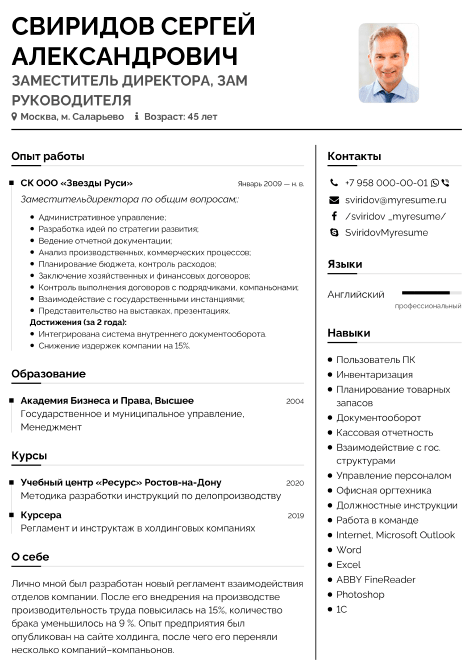 СВИРИДОВ СЕРГЕЙ
АЛЕКСАНДРОВИЧ
ЗАМЕСТИТЕЛЬ ДИРЕКТОРА, ЗАМ
РУКОВОДИТЕЛЯ
Москва, м. Саларьево Возраст: 45 лет
Опыт работы
СК ООО «Звезды Руси» Январь 2009 — н. в.
Заместительдиректора по общим вопросам;:
Административное управление;
Разработка идей по стратегии развития;
Ведение отчетной документации;
Анализ производственных, коммерческих процессов;
Планирование бюджета, контроль расходов;
Заключение хозяйственных и финансовых договоров;
Контроль выполнения договоров с подрядчиками, компаньонами;
Взаимодействие с государственными инстанциями;
Представительство на выставках, презентациях.
Достижения (за 2 года):
Интегрирована система внутреннего документооборота.
Снижение издержек компании на 15%.
Образование
Академия Бизнеса и Права, Высшее 2004
Государственное и муниципальное управление,
Менеджмент
Курсы
Учебный центр «Ресурс» Ростов-на-Дону 2020
Методика разработки инструкций по делопроизводству
Курсера 2019
Регламент и инструктаж в холдинговых компаниях
О себе
Лично мной был разработан новый регламент взаимодействия
отделов компании. После его внедрения на производстве
производительность труда повысилась на 15%, количество
брака уменьшилось на 9 %. Опыт предприятия был
опубликован на сайте холдинга, после чего его переняли
несколько компаний–компаньонов.
Контакты
+7 958 000-00-01
sviridov@myresume.ru
/sviridov _myresume/
SviridovMyresume
Языки
Английский
профессиональный
Навыки
Пользователь ПК
Инвентаризация
Планирование товарных
запасов
Документооборот
Кассовая отчетность
Взаимодействие с гос.
структурами
Управление персоналом
Офисная оргтехника
Должностные инструкции
Работа в команде
Internet, Microsoft Outlook
Word
Excel
ABBY FineReader
Photoshop
1C